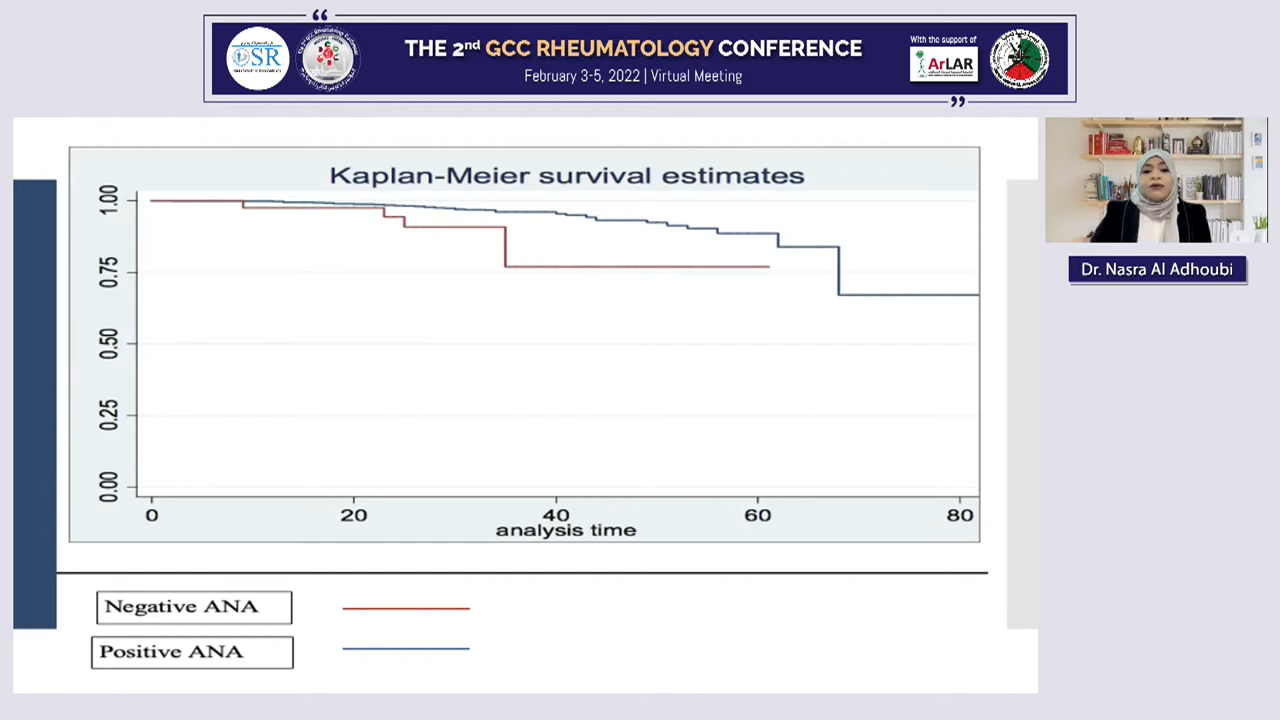 “
THE 2nd GCC RHEUMATOLOGY CONFERENCE
February 3-5, 2022 | Virtual Meeting
OSR
With the support of
ArLAR
”
Kaplan-Meier survival estimates
1.00
0.75
0.50
0.25
0.00
0 20 40 60 80
analysis time
Negative ANA
Positive ANA
Dr. Nasra Al Adhoubi